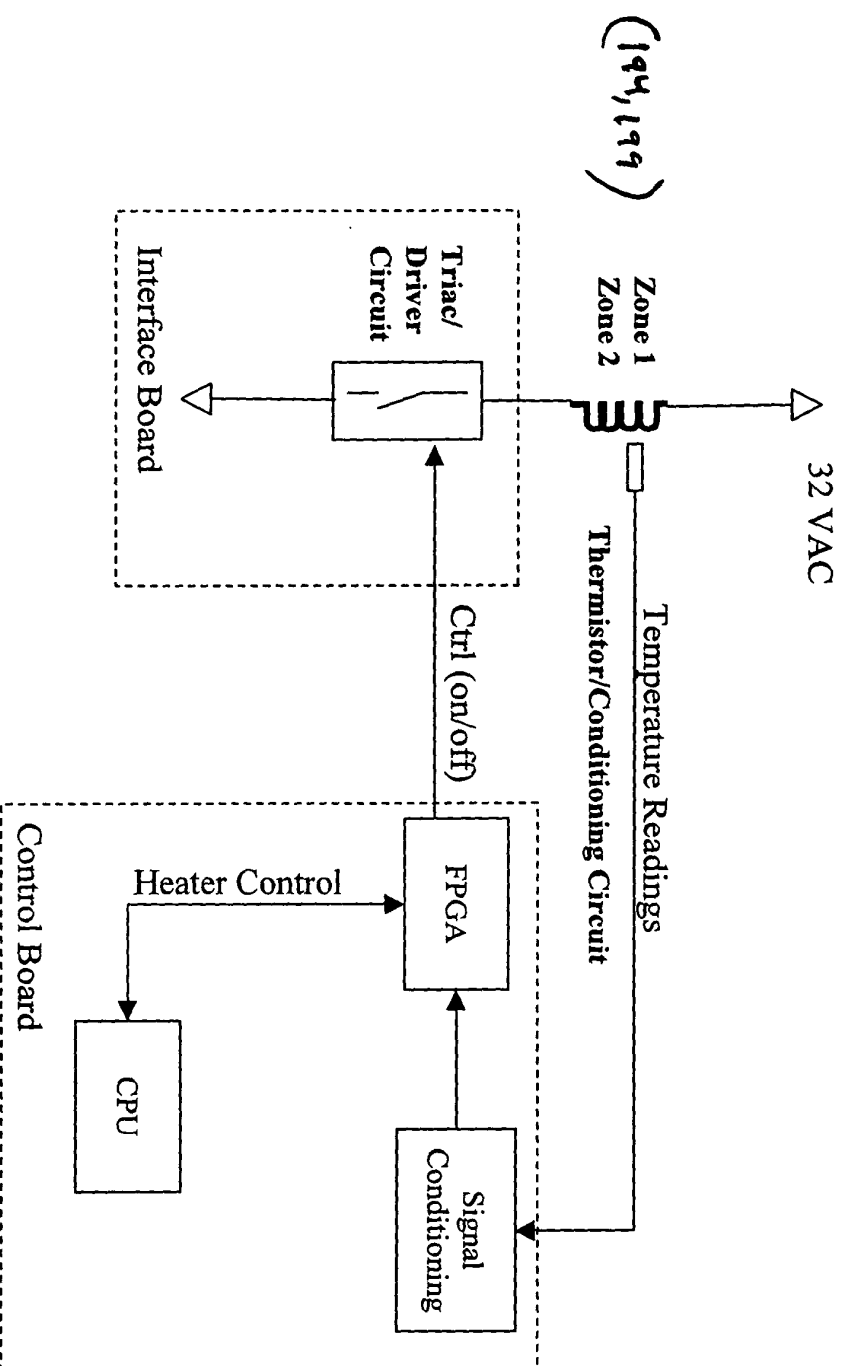 32 VAC
(194,199)
Zone 1
Zone 2
Temperature Readings
Thermistor/Conditioning Circuit
Triac/
Driver
Circuit
Interface Board
Ctrl (on/off)
FPGA
Signal
Conditioning
Heater Control
CPU
Control Board